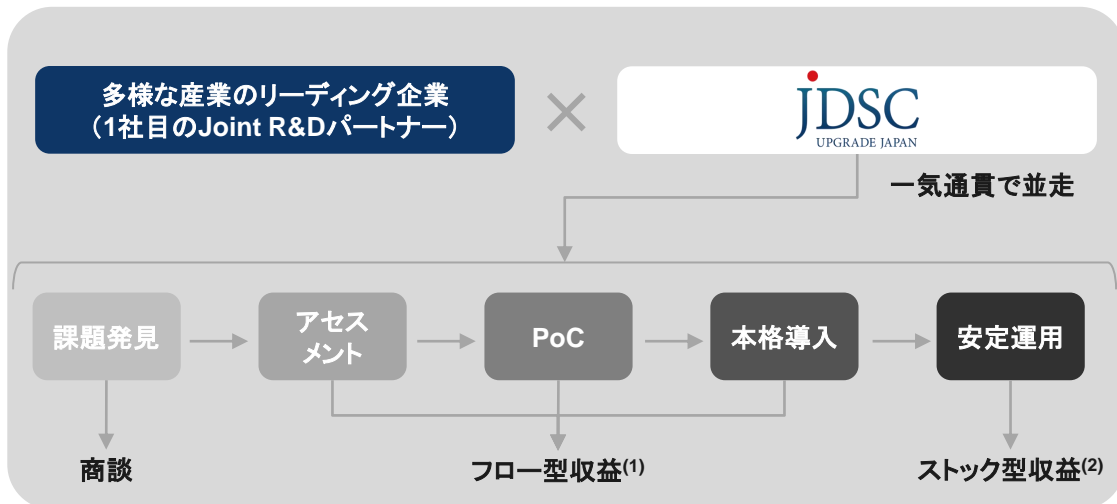 多様な産業のリーディング企業
（1社目のJoint R&Dパートナー）
×
JDSC
UPGRADE JAPAN
一気通貫で並走
課題発見
アセス
メント
PoC
本格導入
安定運用
商談
フロー型収益(1)
ストック型収益(2)